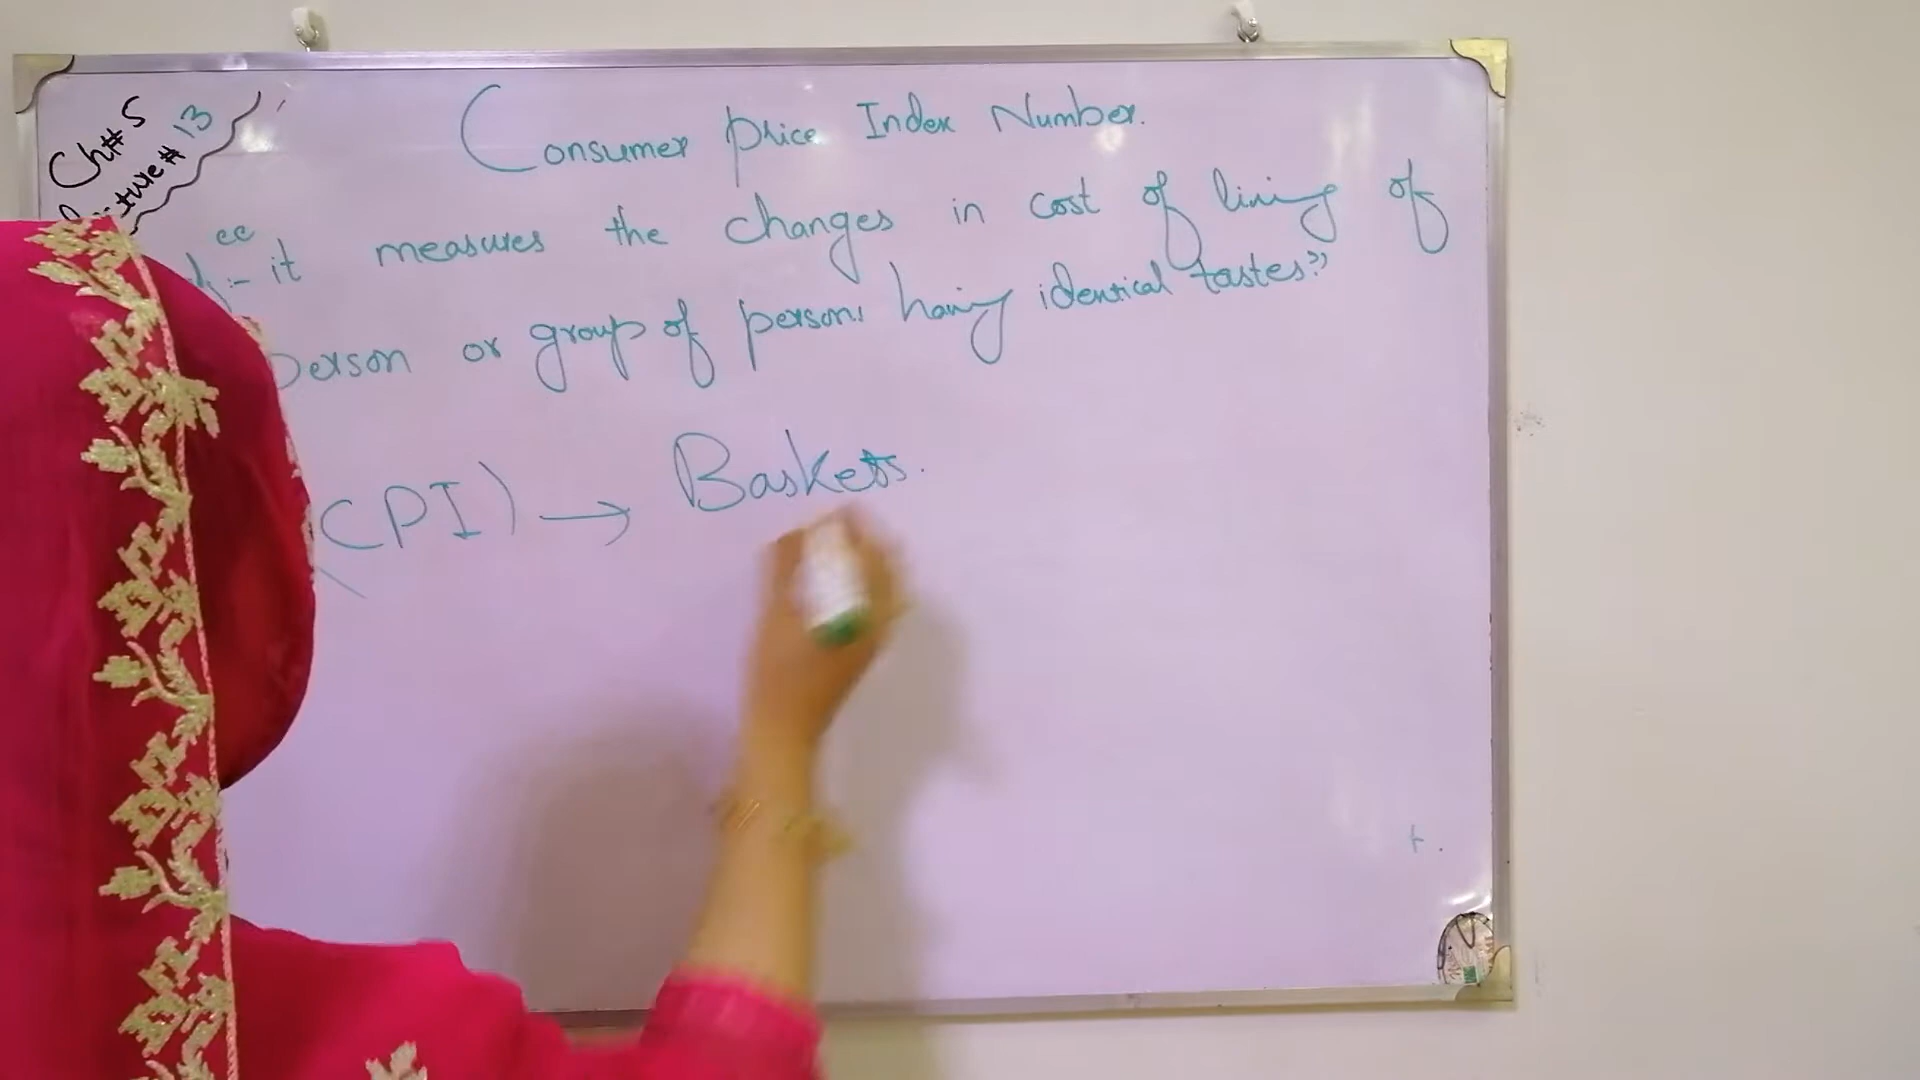 Ch# 5
# 13
Consumer price Index Number.
“ :- it measures the changes in cost of living of
person or group of persons having identical tastes”
(CPI) → Baskets.